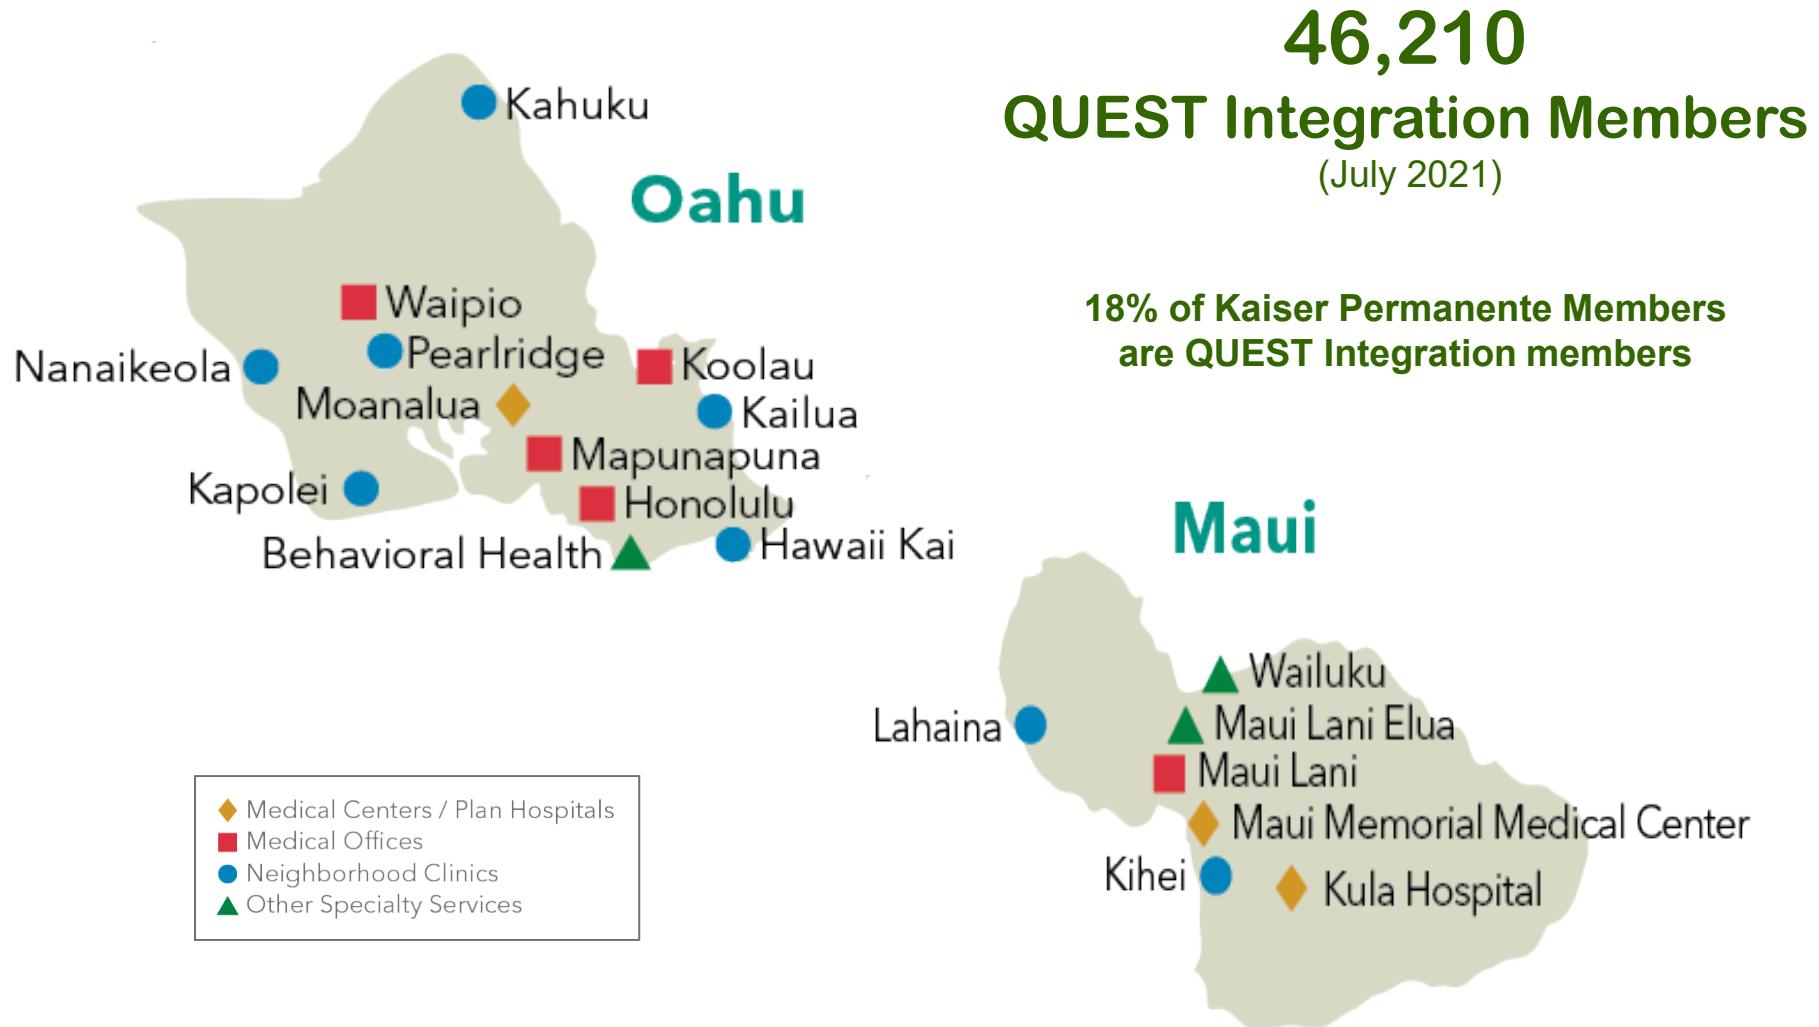 46,210
QUEST Integration Members
(July 2021)
18% of Kaiser Permanente Members
are QUEST Integration members
Oahu
Kahuku
Waipio
Pearlridge
Nanaikeola
Koolau
Moanalua
Kailua
Mapunapuna
Kapolei
Honolulu
Behavioral Health
Hawaii Kai
Maui
Wailuku
Lahaina
Maui Lani Elua
Maui Lani
Maui Memorial Medical Center
Kihei
Kula Hospital
Medical Centers / Plan Hospitals
Medical Offices
Neighborhood Clinics
Other Specialty Services